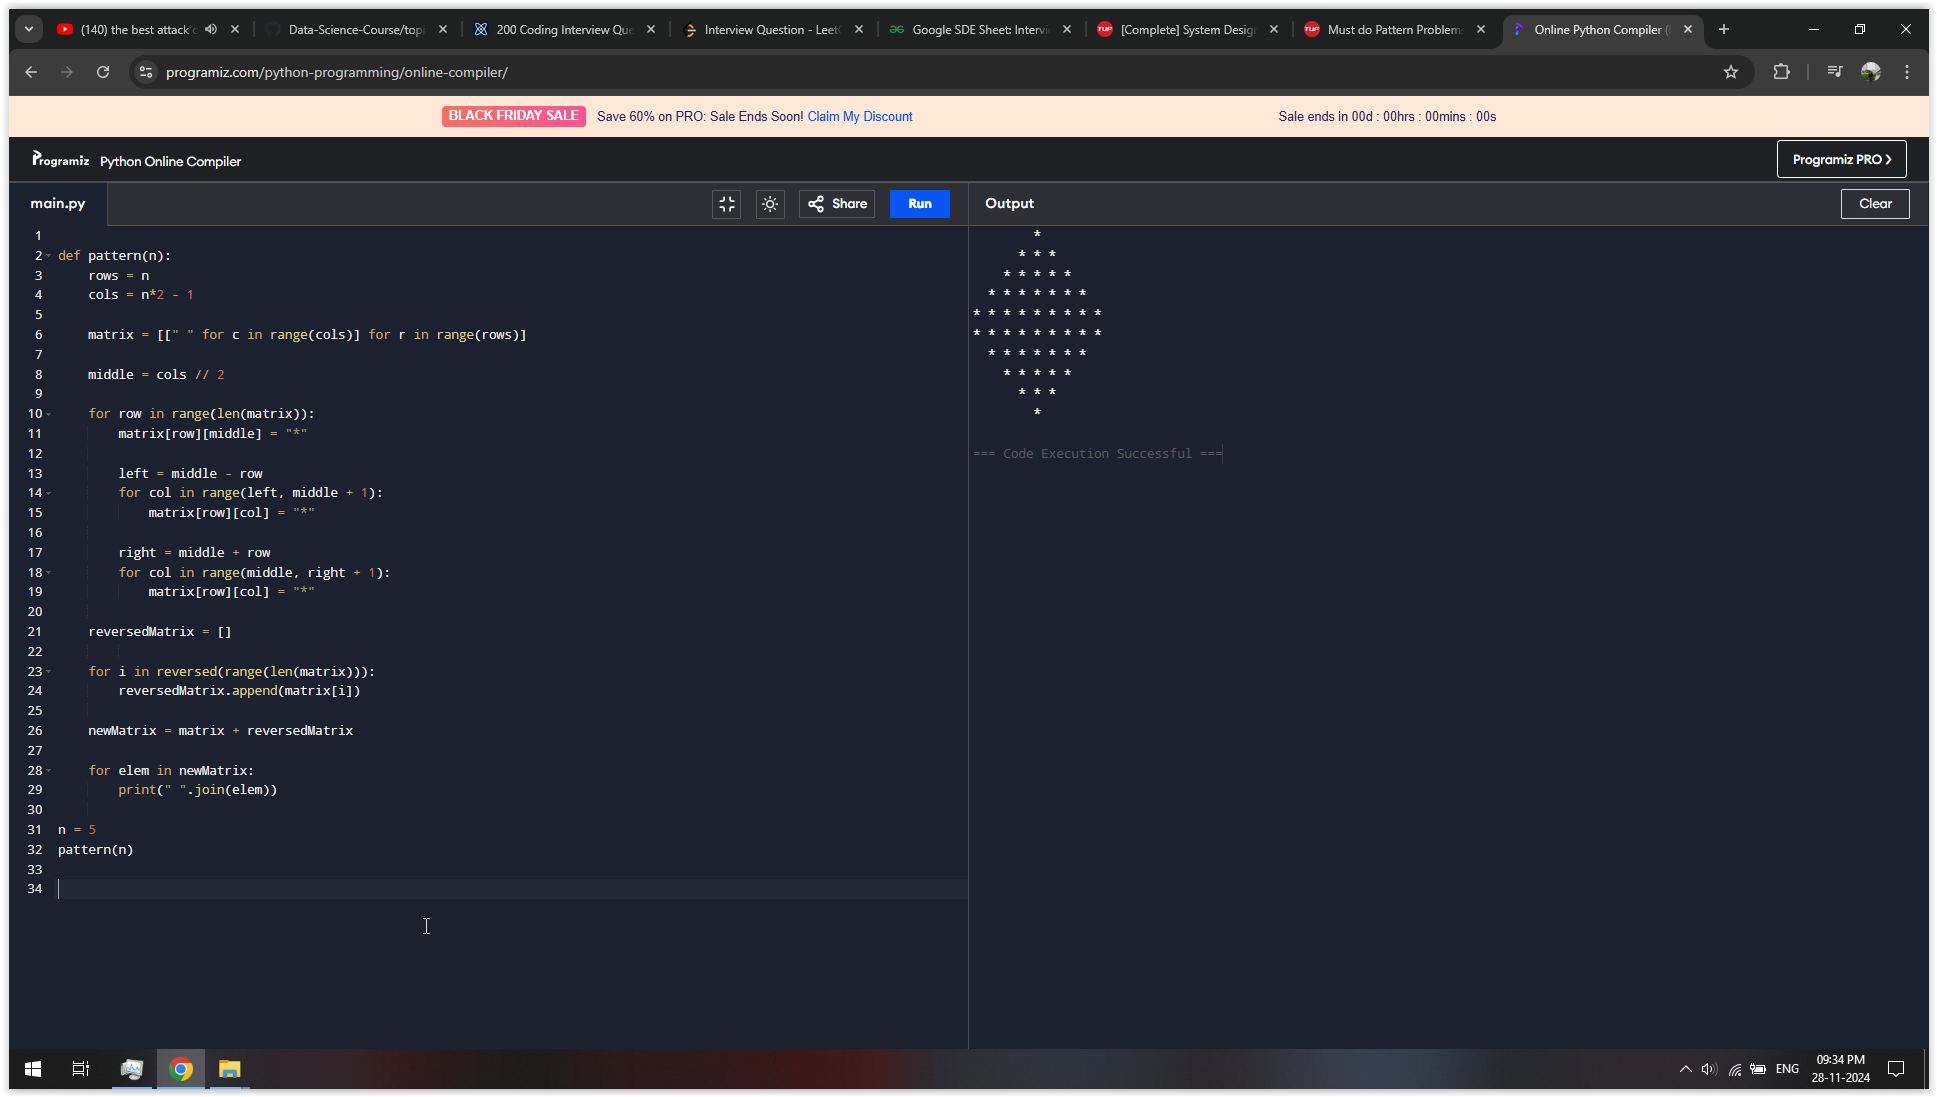 (140) the best attack
Data-Science-Course/topi
200 Coding Interview Que
Interview Question - Leet
Google SDE Sheet: Intervi
TUF [Complete] System Design
TUF Must do Pattern Problems
Online Python Compiler (
programiz.com/python-programming/online-compiler/
BLACK FRIDAY SALE Save 60% on PRO: Sale Ends Soon! Claim My Discount Sale ends in 00d : 00hrs : 00mins : 00s
Programiz Python Online Compiler Programiz PRO >
main.py Share Run
1
2 def pattern(n):
3     rows = n
4     cols = n*2 - 1
5
6     matrix = [[" " for c in range(cols)] for r in range(rows)]
7
8     middle = cols // 2
9
10     for row in range(len(matrix)):
11         matrix[row][middle] = "*"
12
13         left = middle - row
14         for col in range(left, middle + 1):
15             matrix[row][col] = "*"
16
17         right = middle + row
18         for col in range(middle, right + 1):
19             matrix[row][col] = "*"
20
21     reversedMatrix = []
22
23     for i in reversed(range(len(matrix))):
24         reversedMatrix.append(matrix[i])
25
26     newMatrix = matrix + reversedMatrix
27
28     for elem in newMatrix:
29         print(" ".join(elem))
30
31 n = 5
32 pattern(n)
33
34
Output Clear
        *
      * * *
    * * * * *
  * * * * * * *
* * * * * * * * *
* * * * * * * * *
  * * * * * * *
    * * * * *
      * * *
        *
=== Code Execution Successful ===
ENG
09:34 PM
28-11-2024